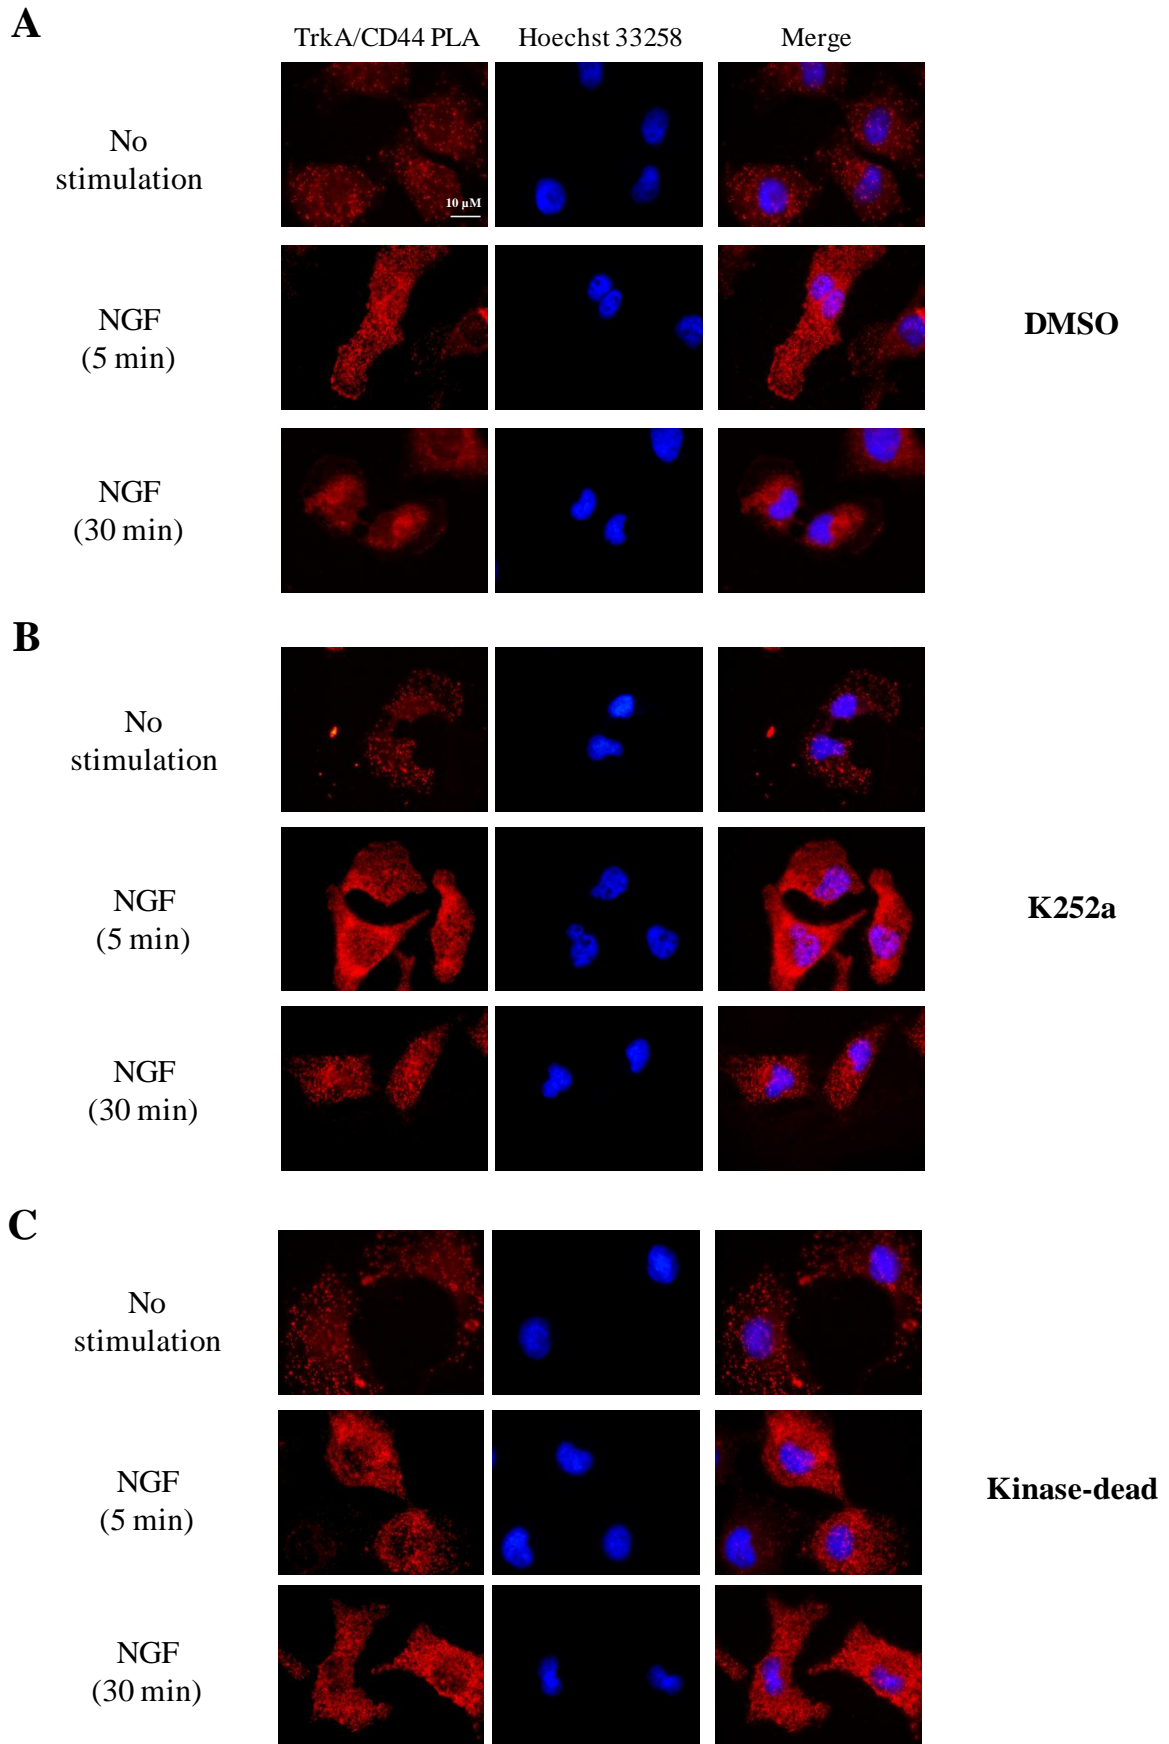 A
TrkA/CD44 PLA
Hoechst 33258
Merge
No
stimulation
10 µM
NGF
(5 min)
DMSO
NGF
(30 min)
B
No
stimulation
NGF
(5 min)
K252a
NGF
(30 min)
C
No
stimulation
NGF
(5 min)
Kinase-dead
NGF
(30 min)